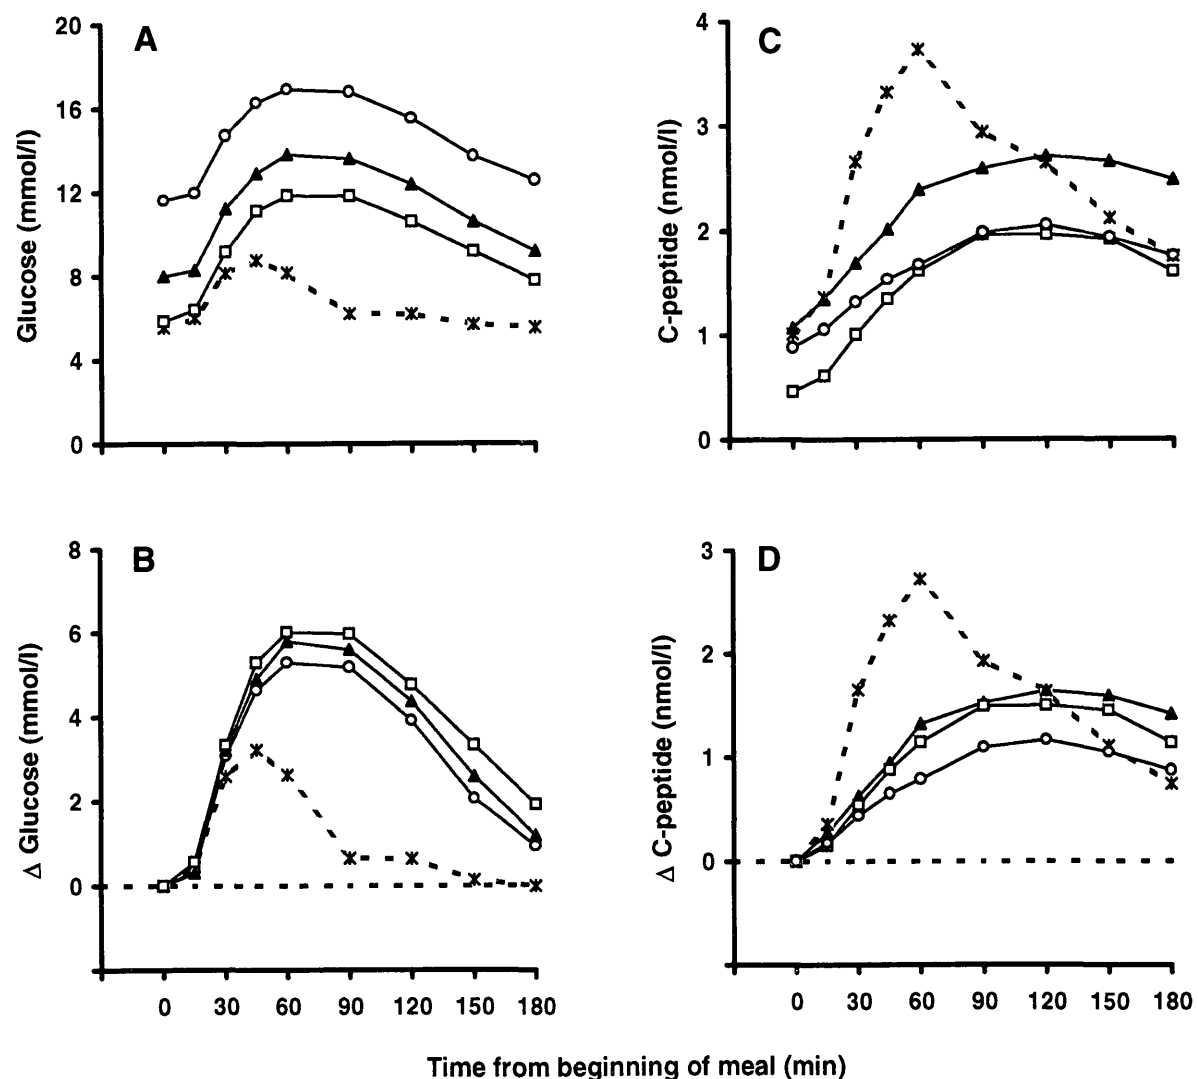 A
Glucose (mmol/l)
20
16
12
8
4
0
C
C-peptide (nmol/l)
4
3
2
1
0
B
Δ Glucose (mmol/l)
8
6
4
2
0
0 30 60 90 120 150 180
D
Δ C-peptide (nmol/l)
3
2
1
0
0 30 60 90 120 150 180
Time from beginning of meal (min)